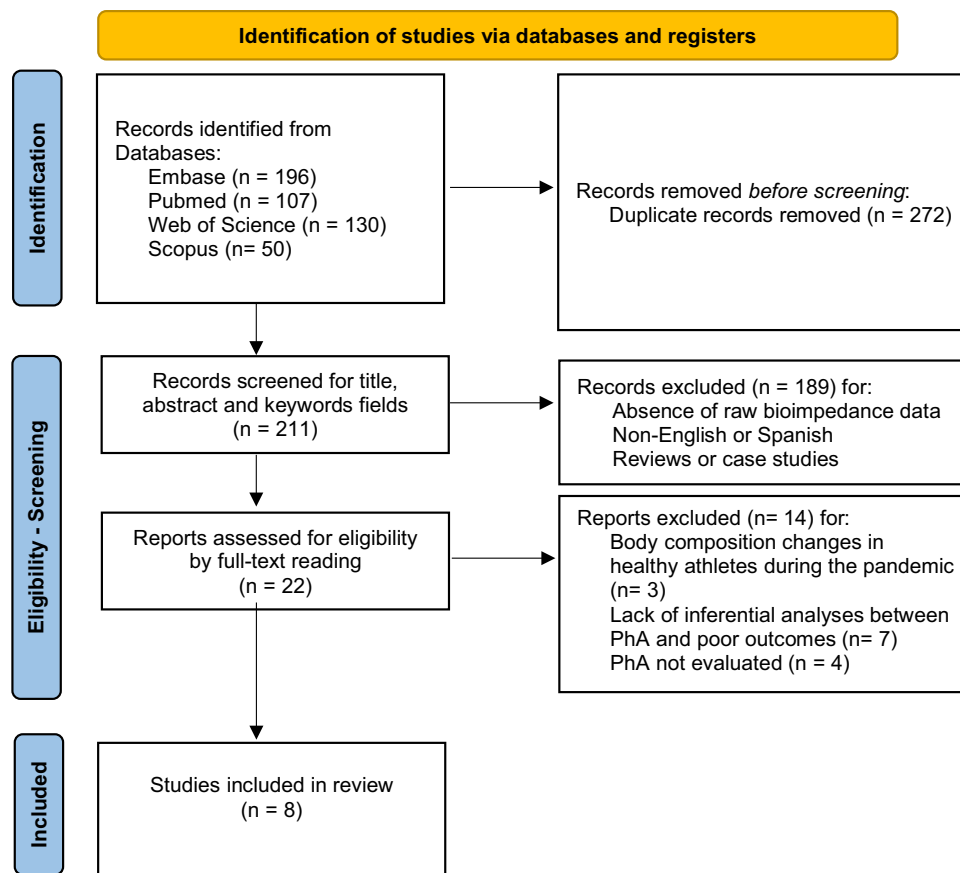 Identification of studies via databases and registers
Identification
Records identified from
Databases:
Embase (n = 196)
Pubmed (n = 107)
Web of Science (n = 130)
Scopus (n= 50)
Records removed before screening:
Duplicate records removed (n = 272)
Eligibility - Screening
Records screened for title,
abstract and keywords fields
(n = 211)
Records excluded (n = 189) for:
Absence of raw bioimpedance data
Non-English or Spanish
Reviews or case studies
Reports assessed for eligibility
by full-text reading
(n = 22)
Reports excluded (n= 14) for:
Body composition changes in
healthy athletes during the pandemic
(n= 3)
Lack of inferential analyses between
PhA and poor outcomes (n= 7)
PhA not evaluated (n = 4)
Included
Studies included in review
(n = 8)